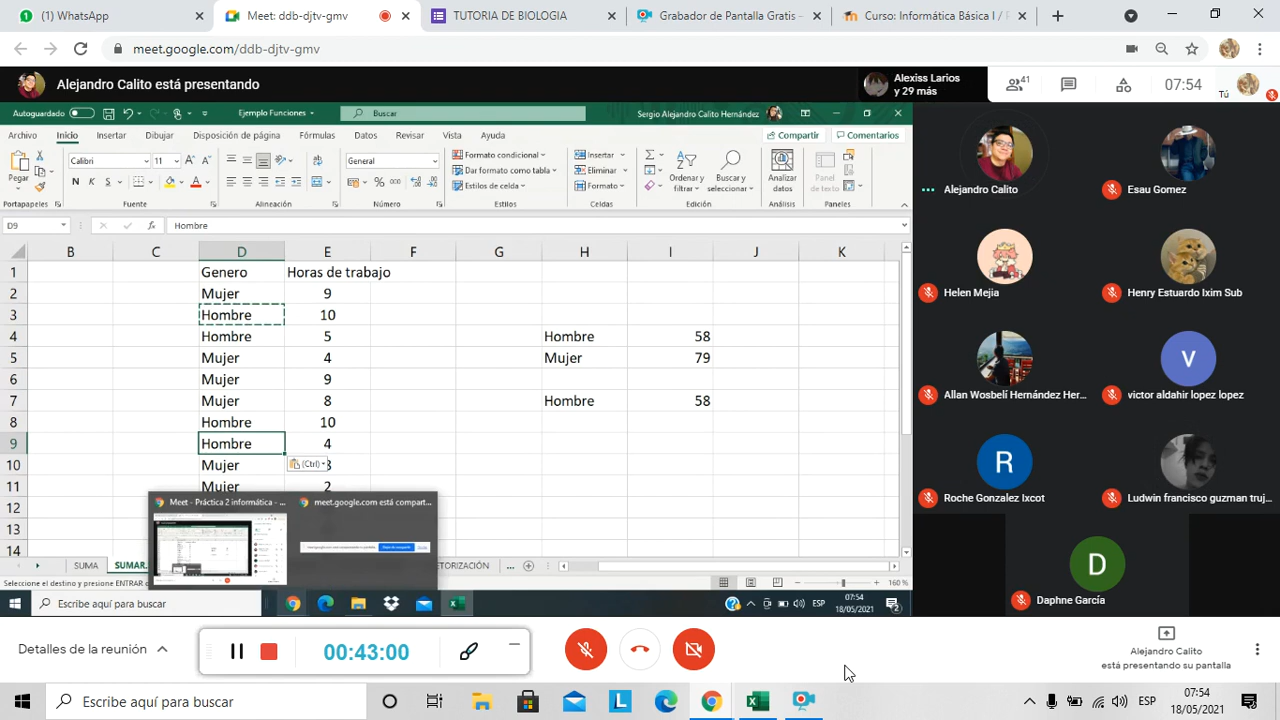 (1) WhatsApp
Meet: ddb-djtv-gmv
TUTORIA DE BIOLOGIA
Grabador de Pantalla Gratis –
Curso: Informática Básica I /
meet.google.com/ddb-djtv-gmv
Alejandro Calito está presentando
Alexiss Larios
y 29 más
41
07:54
Tú
Autoguardado
Ejemplo Funciones
Buscar
Sergio Alejandro Calito Hernández
Archivo Inicio Insertar Dibujar Disposición de página Fórmulas Datos Revisar Vista Ayuda
Compartir
Comentarios
Pegar
Calibri
11
General
Formato condicional
Dar formato como tabla
Estilos de celda
Insertar
Eliminar
Formato
Ordenar y
filtrar
Buscar y
seleccionar
Analizar
datos
Panel
de texto
Portapapeles
Fuente
Alineación
Número
Estilos
Celdas
Edición
Análisis
Paneles
D9
fx
Hombre
B C D E F G H I J K
1 Genero Horas de trabajo
2 Mujer 9
3 Hombre 10
4 Hombre 5 Hombre 58
5 Mujer 4 Mujer 79
6 Mujer 9
7 Mujer 8 Hombre 58
8 Hombre 10
9 Hombre 4
10 Mujer
(Ctrl)
11 Mujer 2
12
13
14
Meet - Práctica 2 informática - ...
meet.google.com está compart...
SUMA
SUMAR.
...
Seleccione el destino y presione ENTRAR
160 %
Escribe aquí para buscar
ESP
07:54
18/05/2021
2
Alejandro Calito
Esau Gomez
Helen Mejia
Henry Estuardo Ixim Sub
Allan Wosbelí Hernández Her...
V
victor aldahir lopez lopez
R
Roche Gonzalez Ixcot
Ludwin francisco guzman truj...
D
Daphne García
Detalles de la reunión
00:43:00
Alejandro Calito
está presentando su pantalla
Escribe aquí para buscar
L
ESP
07:54
18/05/2021